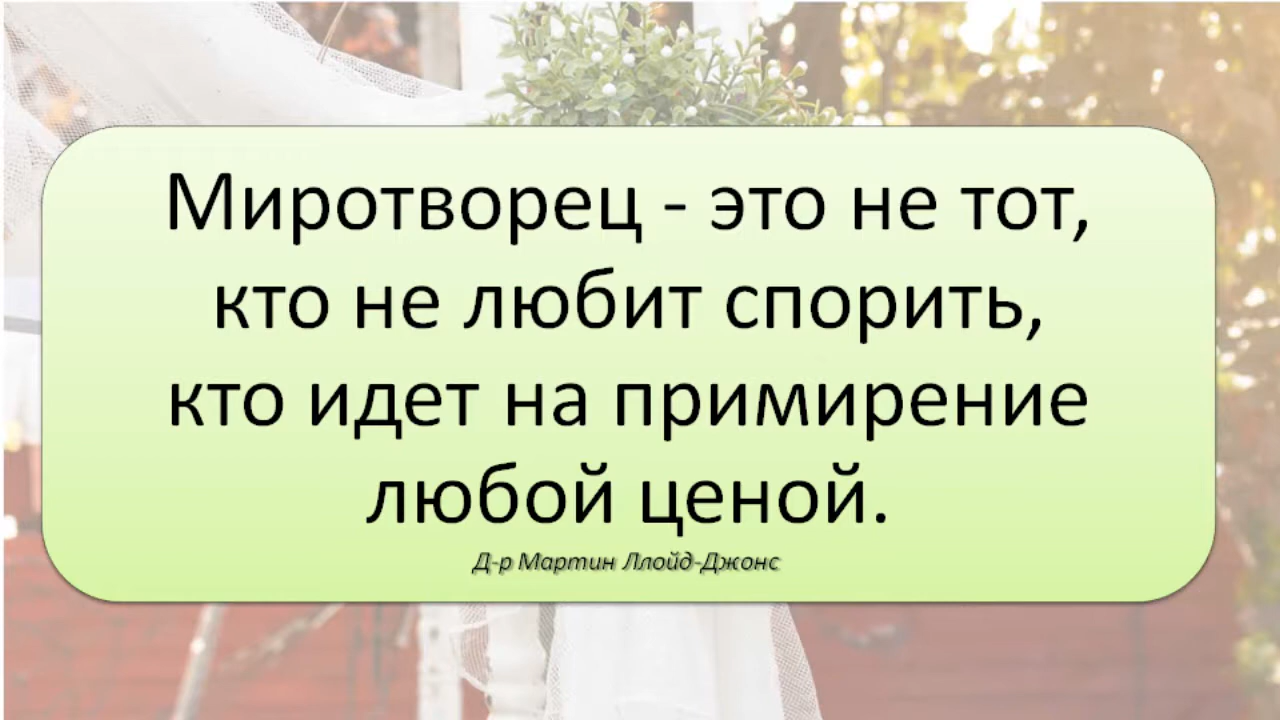 Миротворец - это не тот,
кто не любит спорить,
кто идет на примирение
любой ценой.
Д-р Мартин Ллойд-Джонс